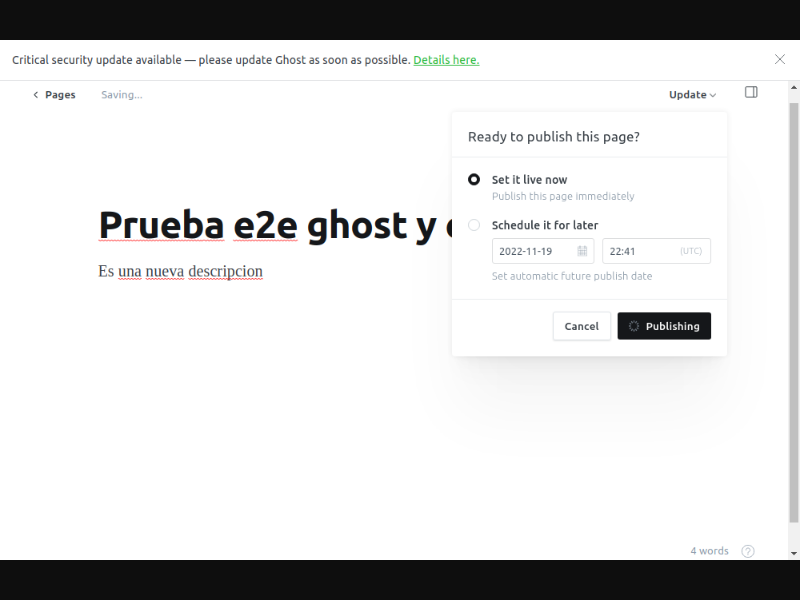 Critical security update available — please update Ghost as soon as possible. Details here.
Pages Saving... Update
Ready to publish this page?
Set it live now
Publish this page immediately
Prueba e2e ghost y
Schedule it for later
2022-11-19 22:41 (UTC)
Es una nueva descripcion
Set automatic future publish date
Cancel Publishing
4 words ?